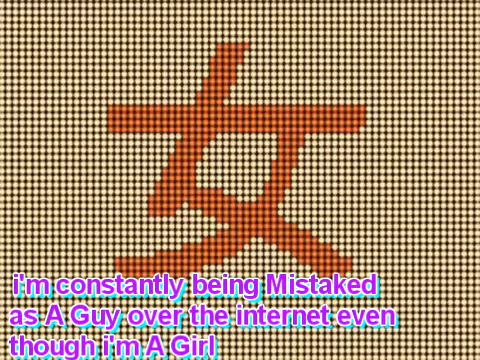 女
i'm constantly being Mistaked
as A Guy over the internet even
though i'm A Girl